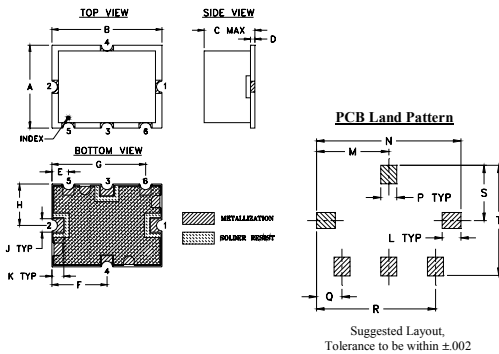 TOP VIEW
B
4
A
2
1
INDEX
5
3
6
SIDE VIEW
C MAX
D
BOTTOM VIEW
G
E
5
3
6
H
2
1
J TYP
K TYP
F
4
METALLIZATION
SOLDER RESIST
PCB Land Pattern
N
M
S
P TYP
T
L TYP
Q
R
Suggested Layout,
Tolerance to be within ±.002